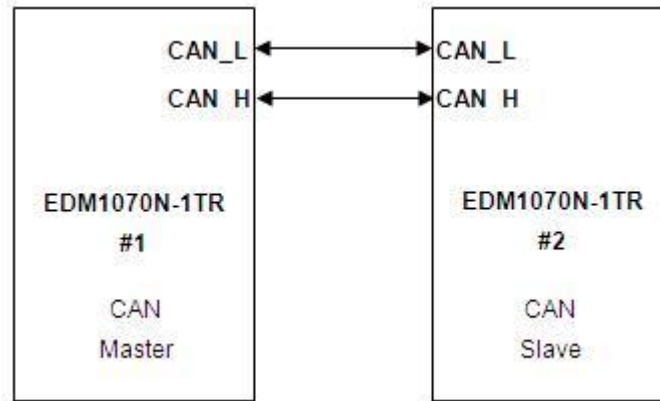 CAN_L
CAN H
EDM1070N-1TR
#1
CAN
Master
CAN_L
CAN H
EDM1070N-1TR
#2
CAN
Slave